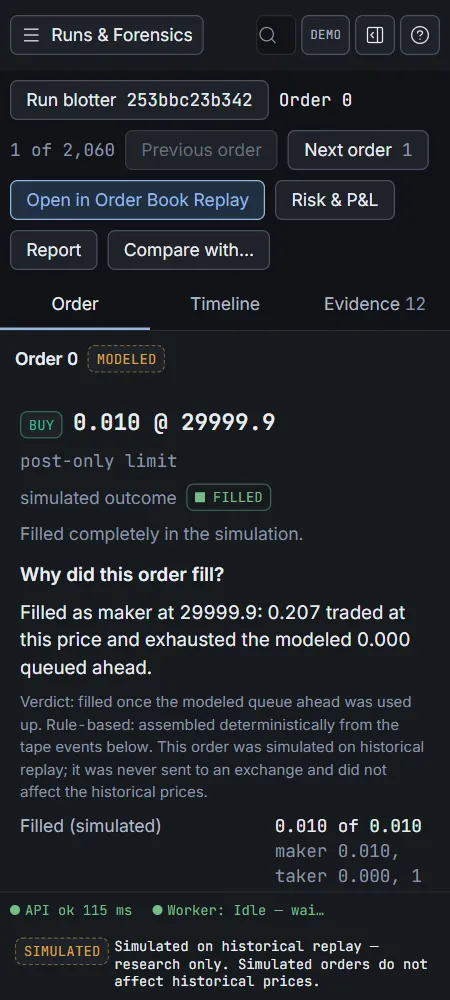 Runs & Forensics
DEMO
Run blotter 253bbc23b342
Order 0
1 of 2,060
Previous order
Next order 1
Open in Order Book Replay
Risk & P&L
Report
Compare with...
Order
Timeline
Evidence 12
Order 0 MODELED
BUY 0.010 @ 29999.9
post-only limit
simulated outcome FILLED
Filled completely in the simulation.
Why did this order fill?
Filled as maker at 29999.9: 0.207 traded at
this price and exhausted the modeled 0.000
queued ahead.
Verdict: filled once the modeled queue ahead was used
up. Rule-based: assembled deterministically from the
tape events below. This order was simulated on historical
replay; it was never sent to an exchange and did not
affect the historical prices.
Filled (simulated) 0.010 of 0.010
maker 0.010,
taker 0.000, 1
API ok 115 ms
Worker: Idle — wai…
SIMULATED
Simulated on historical replay —
research only. Simulated orders do not
affect historical prices.